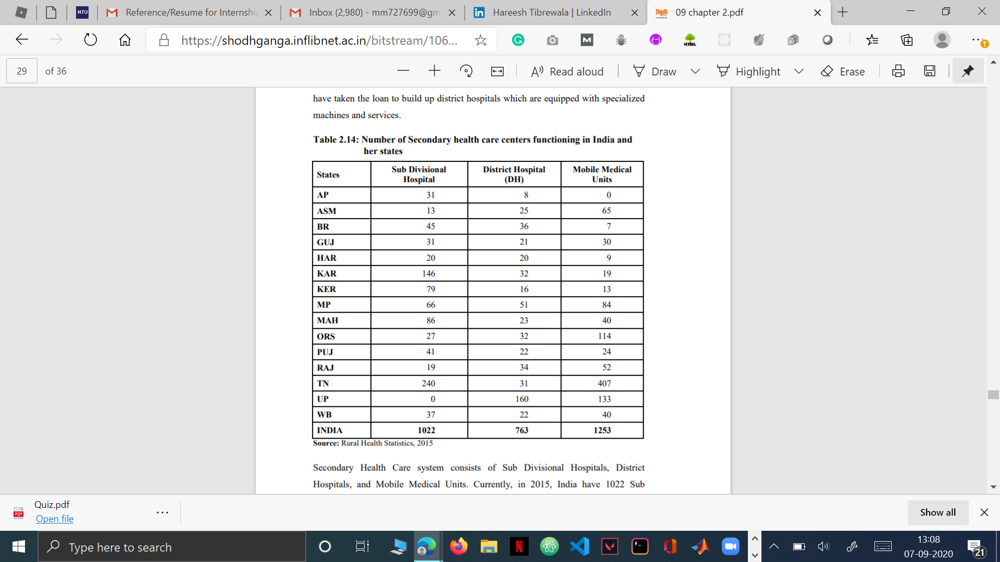 NTU
Reference/Resume for Internshi
Inbox (2,980) - mm727699@gm
Hareesh Tibrewala | LinkedIn
09 chapter 2.pdf
https://shodhganga.inflibnet.ac.in/bitstream/106...
29 of 36
Read aloud
Draw
Highlight
Erase
have taken the loan to build up district hospitals which are equipped with specialized
machines and services.
Table 2.14: Number of Secondary health care centers functioning in India and
her states
States Sub Divisional Hospital District Hospital (DH) Mobile Medical Units
AP 31 8 0
ASM 13 25 65
BR 45 36 7
GUJ 31 21 30
HAR 20 20 9
KAR 146 32 19
KER 79 16 13
MP 66 51 84
MAH 86 23 40
ORS 27 32 114
PUJ 41 22 24
RAJ 19 34 52
TN 240 31 407
UP 0 160 133
WB 37 22 40
INDIA 1022 763 1253
Source: Rural Health Statistics, 2015
Secondary Health Care system consists of Sub Divisional Hospitals, District
Hospitals, and Mobile Medical Units. Currently, in 2015, India have 1022 Sub
Quiz.pdf
Open file
Show all
Type here to search
13:08
07-09-2020
21